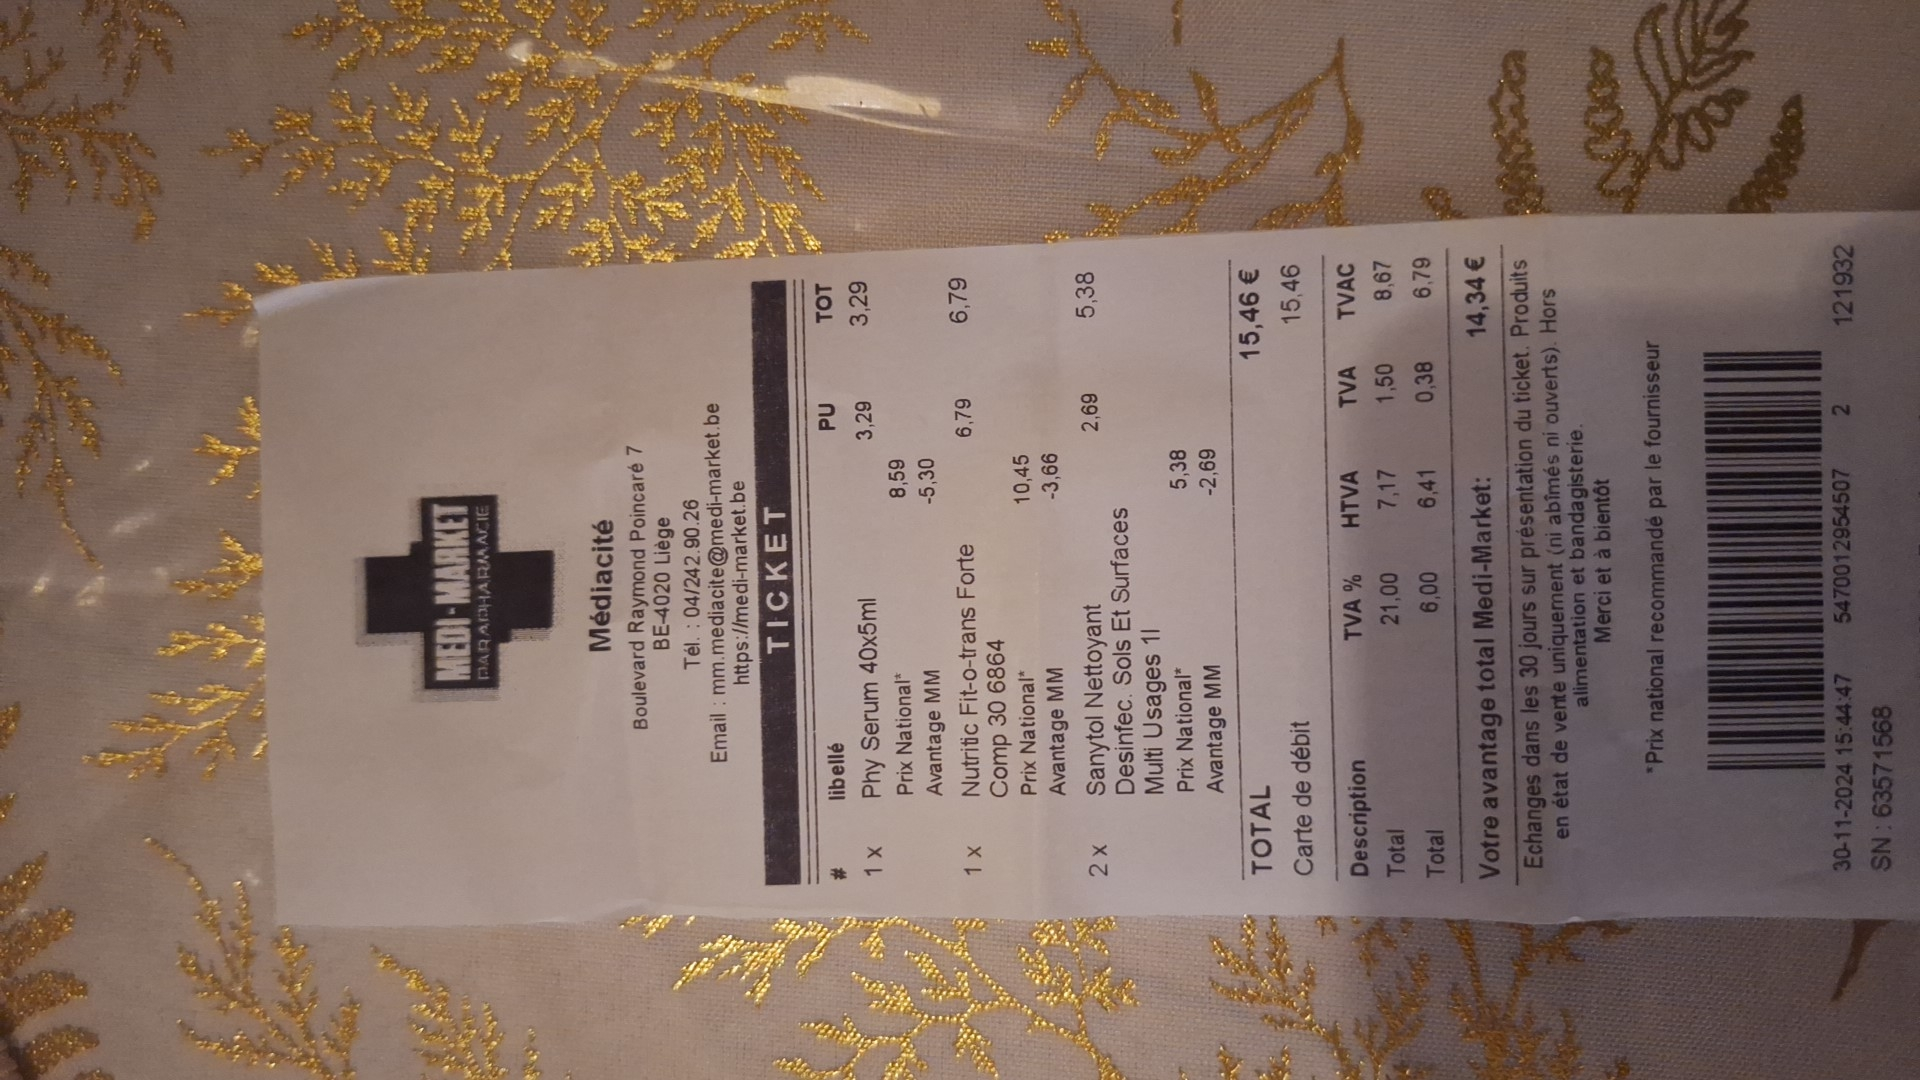 MEDI-MARKET
PARAPHARMACIE
Médiacité
Boulevard Raymond Poincaré 7
BE-4020 Liège
Tél. : 04/242.90.26
Email : mm.mediacite@medi-market.be
https://medi-market.be
TICKET
# libellé PU TOT
1 x Phy Serum 40x5ml 3,29 3,29
Prix National* 8,59
Avantage MM -5,30
1 x Nutritic Fit-o-trans Forte 6,79 6,79
Comp 30 6864
Prix National* 10,45
Avantage MM -3,66
2 x Sanytol Nettoyant 2,69 5,38
Desinfec. Sols Et Surfaces
Multi Usages 1l
Prix National* 5,38
Avantage MM -2,69
TOTAL 15,46 €
Carte de débit 15,46
Description TVA % HTVA TVA TVAC
Total 21,00 7,17 1,50 8,67
Total 6,00 6,41 0,38 6,79
Votre avantage total Medi-Market: 14,34 €
Echanges dans les 30 jours sur présentation du ticket. Produits
en état de vente uniquement (ni abîmés ni ouverts). Hors
alimentation et bandagisterie.
Merci et à bientôt
*Prix national recommandé par le fournisseur
30-11-2024 15:44:47 5470012954507 2 121932
SN : 63571568